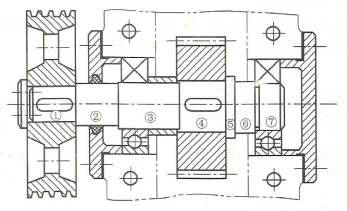 ① ② ③ ④ ⑤ ⑥ ⑦